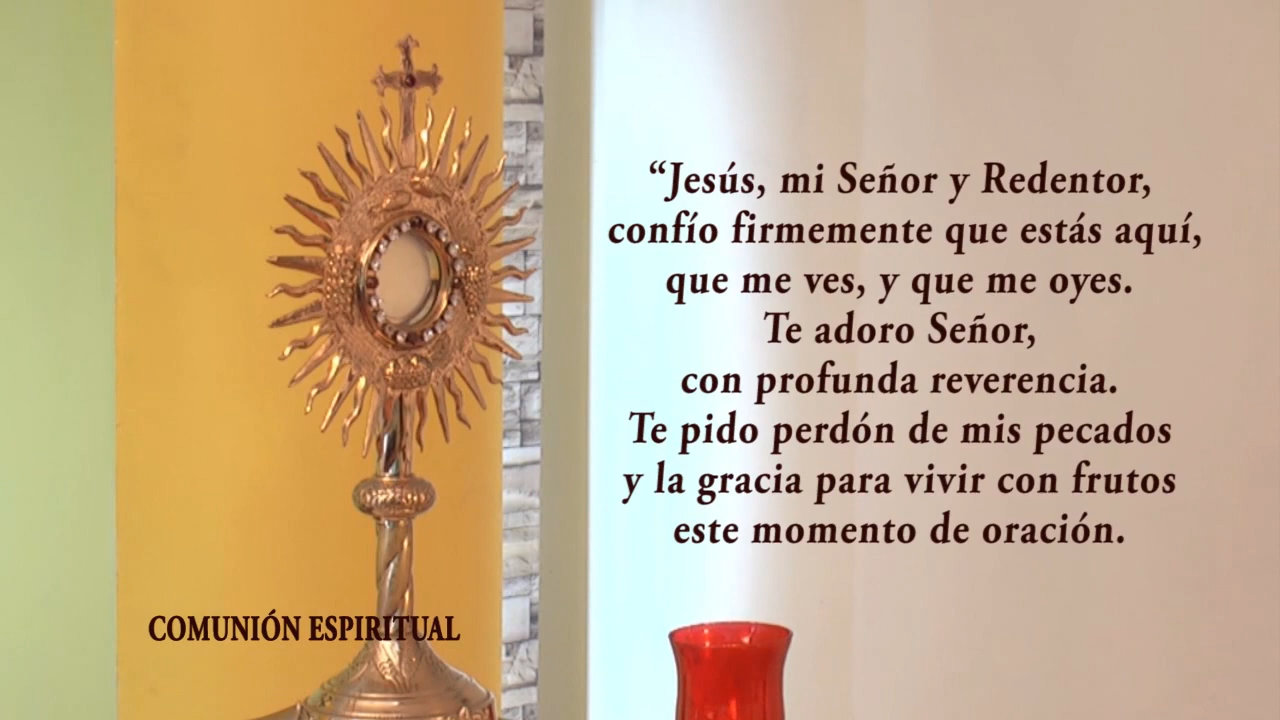 “Jesús, mi Señor y Redentor,
confío firmemente que estás aquí,
que me ves, y que me oyes.
Te adoro Señor,
con profunda reverencia.
Te pido perdón de mis pecados
y la gracia para vivir con frutos
este momento de oración.
COMUNIÓN ESPIRITUAL